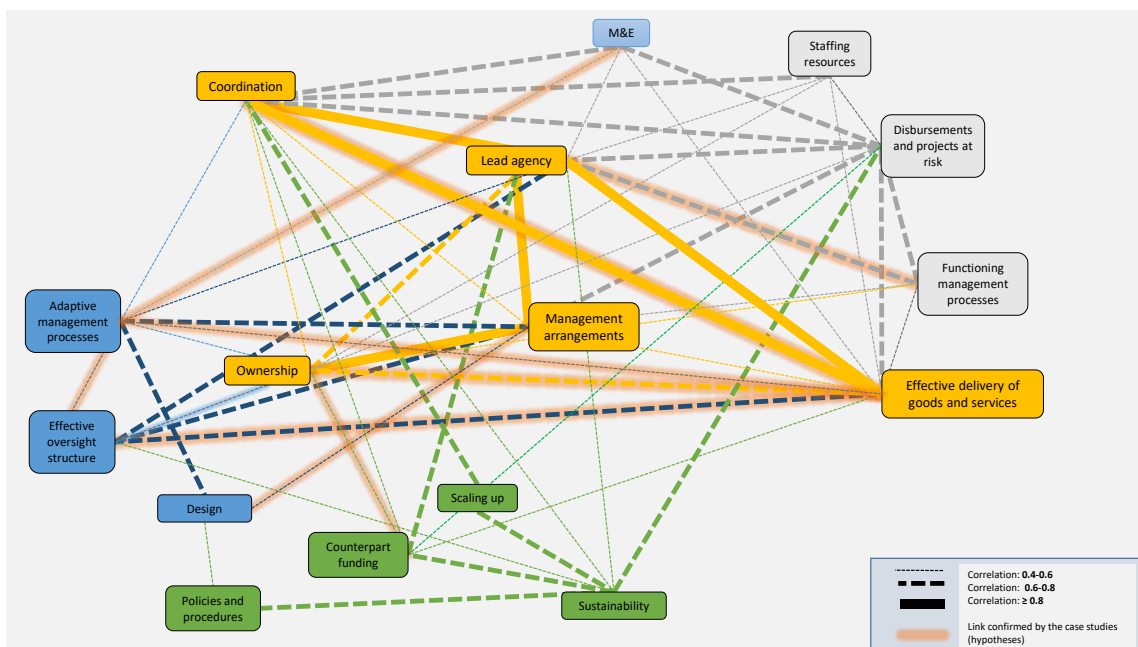 M&E
Staffing
resources
Coordination
Disbursements
and projects at
risk
Lead agency
Functioning
management
processes
Adaptive
management
processes
Management
arrangements
Ownership
Effective delivery of
goods and services
Effective
oversight
structure
Scaling up
Design
Counterpart
funding
Policies and
procedures
Sustainability
Correlation: 0.4-0.6
Correlation: 0.6-0.8
Correlation: ≥ 0.8
Link confirmed by the case studies
(hypotheses)